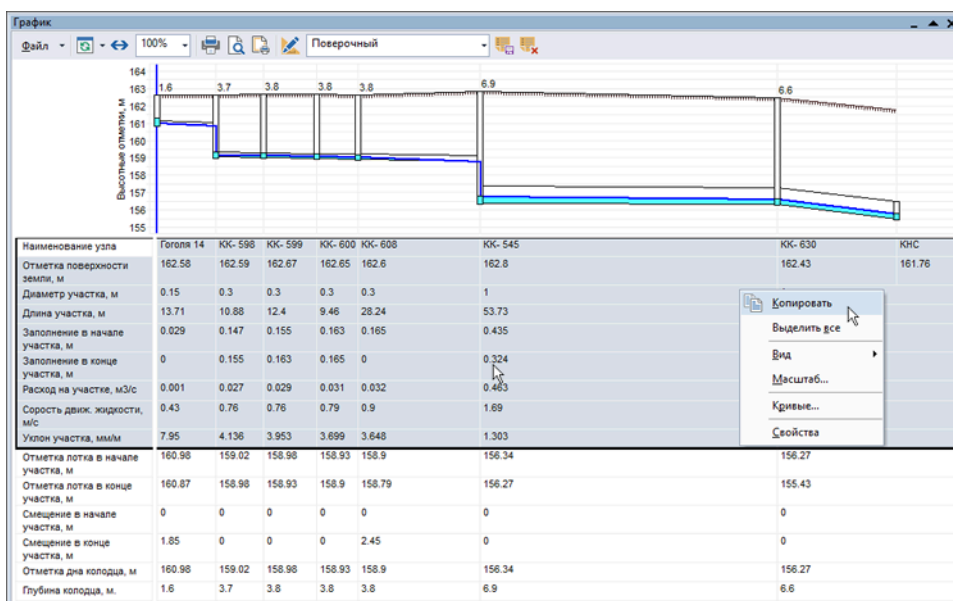 График
Файл 100% Поверочный
164
163
162
161
160
159
158
157
156
155
Высотные отметки, м
1.6 3.7 3.8 3.8 3.8 6.9 6.6
Наименование узла Гоголя 14 КК- 598 КК- 599 КК- 600 КК- 608 КК- 545 КК- 630 КНС
Отметка поверхности земли, м 162.58 162.59 162.67 162.65 162.6 162.8 162.43 161.76
Диаметр участка, м 0.15 0.3 0.3 0.3 0.3 1
Длина участка, м 13.71 10.88 12.4 9.46 28.24 53.73
Заполнение в начале участка, м 0.029 0.147 0.155 0.163 0.165 0.435
Заполнение в конце участка, м 0 0.155 0.163 0.165 0 0.324
Расход на участке, м3/с 0.001 0.027 0.029 0.031 0.032 0.463
Сорость движ. жидкости, м/с 0.43 0.76 0.76 0.79 0.9 1.69
Уклон участка, мм/м 7.95 4.136 3.953 3.699 3.648 1.303
Отметка лотка в начале участка, м 160.98 159.02 158.98 158.93 158.9 156.34 156.27
Отметка лотка в конце участка, м 160.87 158.98 158.93 158.9 158.79 156.27 155.43
Смещение в начале участка, м 0 0 0 0 0 0 0
Смещение в конце участка, м 1.85 0 0 0 2.45 0 0
Отметка дна колодца, м 160.98 159.02 158.98 158.93 158.9 156.34 156.27
Глубина колодца, м. 1.6 3.7 3.8 3.8 3.8 6.9 6.6
Копировать
Выделить все
Вид
Масштаб...
Кривые...
Свойства